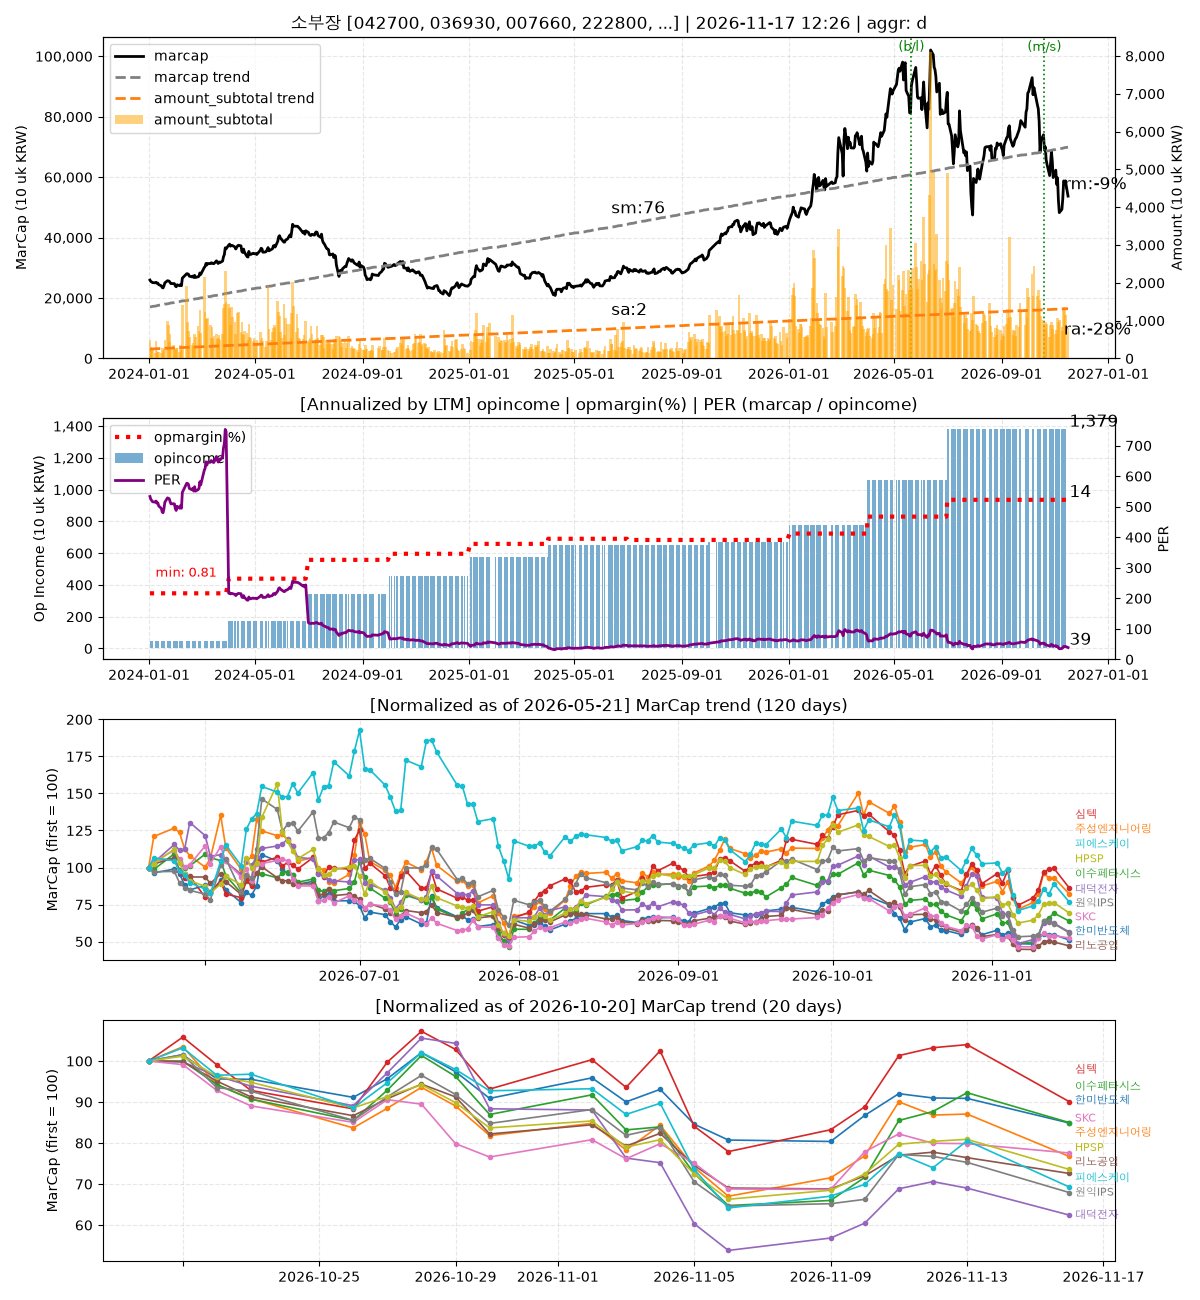 소부장 [042700, 036930, 007660, 222800, ...] | 2026-11-17 12:26 | aggr: d
MarCap (10 uk KRW)
100,000
80,000
60,000
40,000
20,000
0
marcap
marcap trend
amount_subtotal trend
amount_subtotal
(b/l)
(m/s)
sm:76
sa:2
rm:-9%
ra:-28%
8,000
7,000
6,000
5,000
4,000
3,000
2,000
1,000
0
Amount (10 uk KRW)
2024-01-01
2024-05-01
2024-09-01
2025-01-01
2025-05-01
2025-09-01
2026-01-01
2026-05-01
2026-09-01
2027-01-01
[Annualized by LTM] opincome | opmargin(%) | PER (marcap / opincome)
Op Income (10 uk KRW)
1,400
1,200
1,000
800
600
400
200
0
opmargin(%)
opincome
PER
min: 0.81
1,379
14
39
700
600
500
400
300
200
100
0
PER
2024-01-01
2024-05-01
2024-09-01
2025-01-01
2025-05-01
2025-09-01
2026-01-01
2026-05-01
2026-09-01
2027-01-01
[Normalized as of 2026-05-21] MarCap trend (120 days)
MarCap (first = 100)
200
175
150
125
100
75
50
심텍
주성엔지니어링
피에스케이
HPSP
이수페타시스
대덕전자
원익IPS
SKC
한미반도체
리노공업
2026-07-01
2026-08-01
2026-09-01
2026-10-01
2026-11-01
[Normalized as of 2026-10-20] MarCap trend (20 days)
MarCap (first = 100)
100
90
80
70
60
심텍
이수페타시스
한미반도체
SKC
주성엔지니어링
HPSP
리노공업
피에스케이
원익IPS
대덕전자
2026-10-25
2026-10-29
2026-11-01
2026-11-05
2026-11-09
2026-11-13
2026-11-17